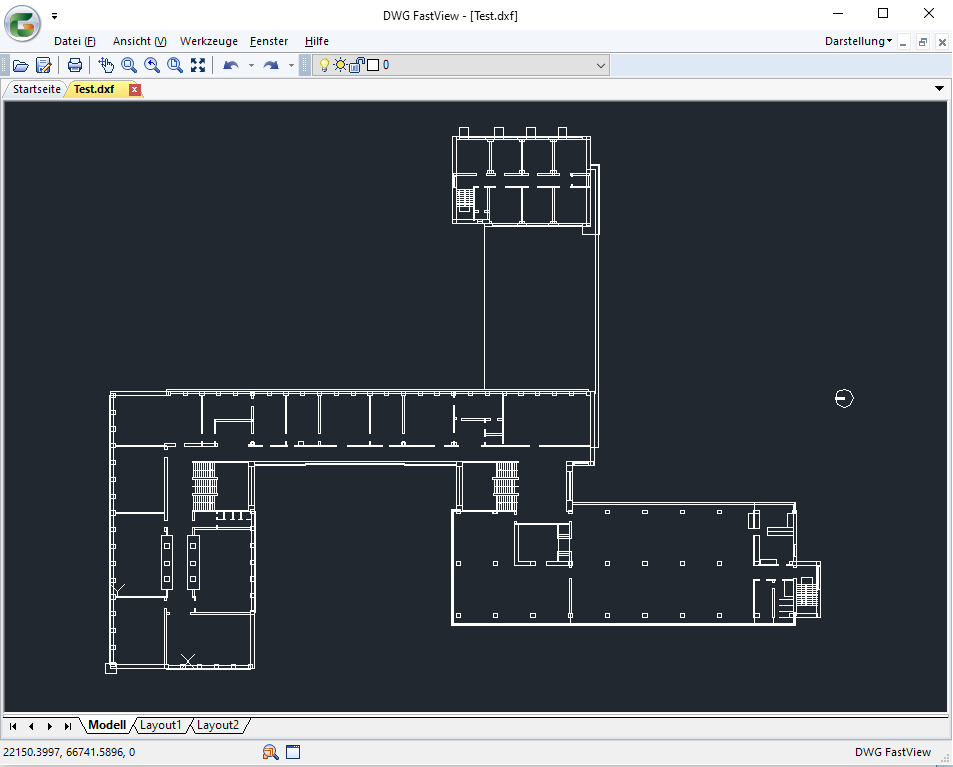 DWG FastView - [Test.dxf]
Datei (F) Ansicht (V) Werkzeuge Fenster Hilfe Darstellung
0
Startseite Test.dxf
Modell Layout1 Layout2
22150.3997, 66741.5896, 0 DWG FastView